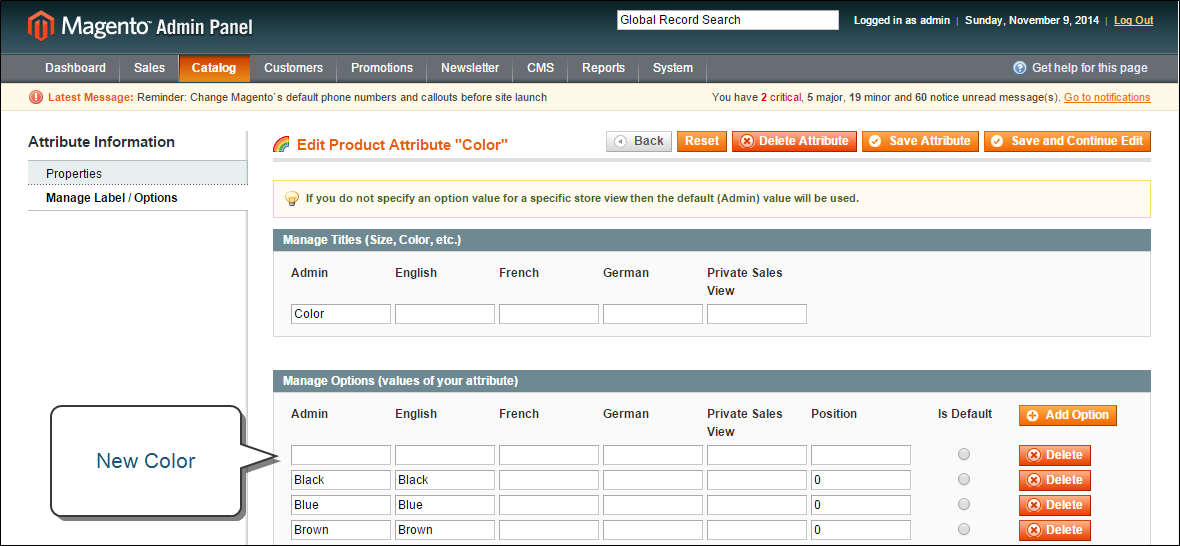 Magento™ Admin Panel
Global Record Search
Logged in as admin | Sunday, November 9, 2014 | Log Out
Dashboard Sales Catalog Customers Promotions Newsletter CMS Reports System
Get help for this page
Latest Message: Reminder: Change Magento`s default phone numbers and callouts before site launch
You have 2 critical, 5 major, 19 minor and 60 notice unread message(s). Go to notifications
Attribute Information
Properties
Manage Label / Options
Edit Product Attribute "Color"
Back Reset Delete Attribute Save Attribute Save and Continue Edit
If you do not specify an option value for a specific store view then the default (Admin) value will be used.
Manage Titles (Size, Color, etc.)
Admin English French German Private Sales View
Color
Manage Options (values of your attribute)
Admin English French German Private Sales View Position Is Default Add Option
New Color
Delete
Black Black 0 Delete
Blue Blue 0 Delete
Brown Brown 0 Delete